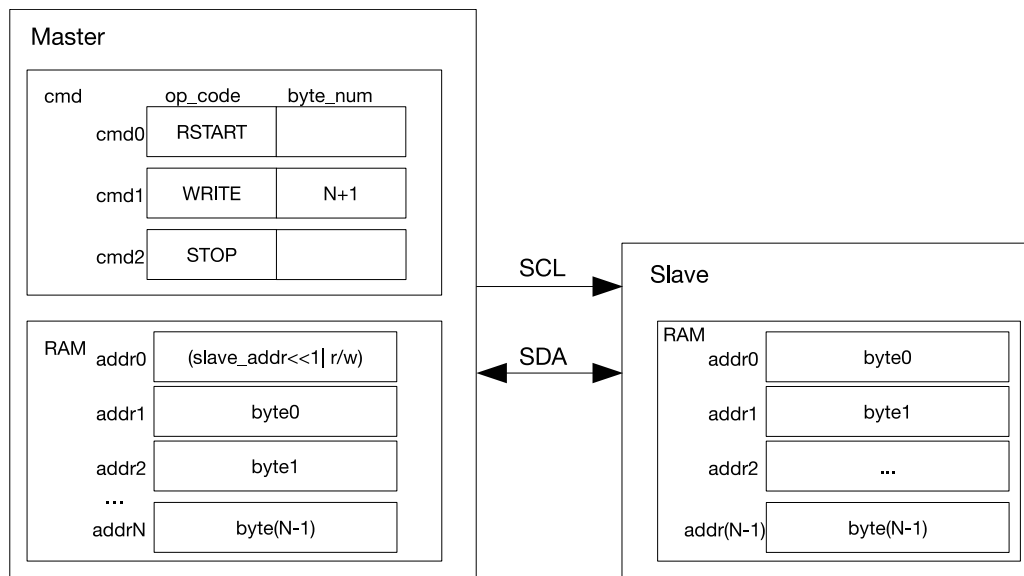 Master
cmd op_code byte_num
cmd0 RSTART
cmd1 WRITE N+1
cmd2 STOP
RAM
addr0 (slave_addr<<1| r/w)
addr1 byte0
addr2 byte1
...
addrN byte(N-1)
SCL
SDA
Slave
RAM
addr0 byte0
addr1 byte1
addr2 ...
addr(N-1) byte(N-1)